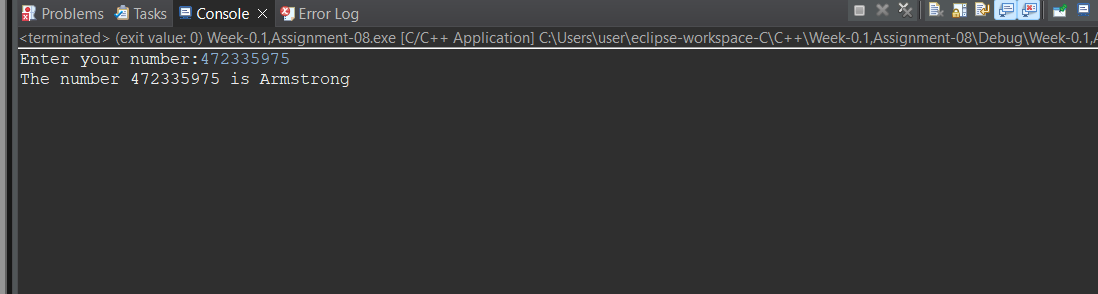 Problems Tasks Console Error Log
<terminated> (exit value: 0) Week-0.1,Assignment-08.exe [C/C++ Application] C:\Users\user\eclipse-workspace-C\C++\Week-0.1,Assignment-08\Debug\Week-0.1,A
Enter your number:472335975
The number 472335975 is Armstrong